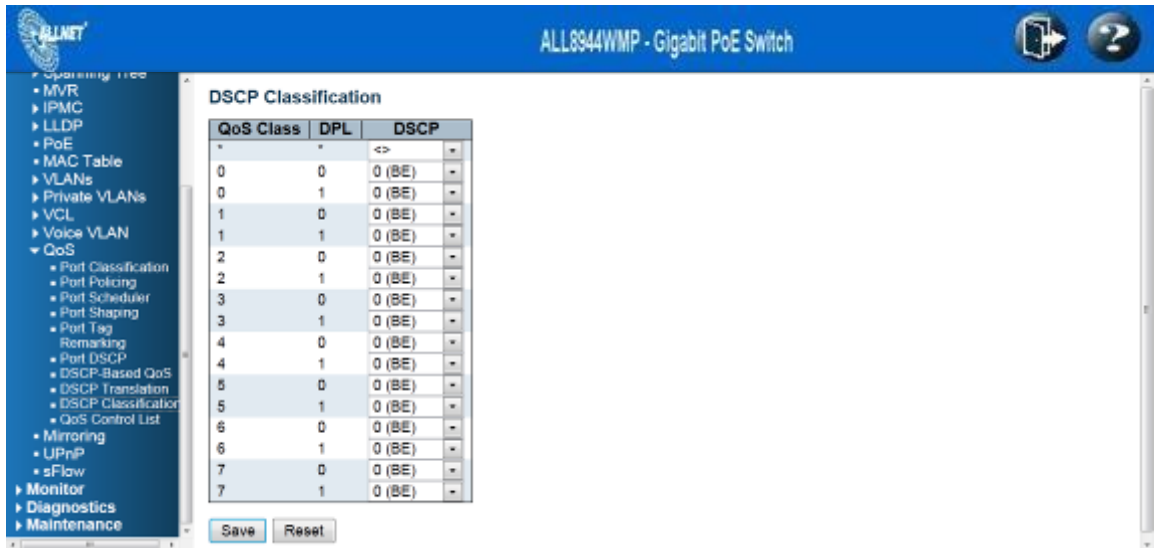 ALLNET
ALL8944WMP - Gigabit PoE Switch
?
Spanning Tree
MVR
IPMC
LLDP
PoE
MAC Table
VLANs
Private VLANs
VCL
Voice VLAN
QoS
Port Classification
Port Policing
Port Scheduler
Port Shaping
Port Tag
Remarking
Port DSCP
DSCP-Based QoS
DSCP Translation
DSCP Classification
QoS Control List
Mirroring
UPnP
sFlow
Monitor
Diagnostics
Maintenance
DSCP Classification
QoS Class DPL DSCP
* * <>
0 0 0 (BE)
0 1 0 (BE)
1 0 0 (BE)
1 1 0 (BE)
2 0 0 (BE)
2 1 0 (BE)
3 0 0 (BE)
3 1 0 (BE)
4 0 0 (BE)
4 1 0 (BE)
5 0 0 (BE)
5 1 0 (BE)
6 0 0 (BE)
6 1 0 (BE)
7 0 0 (BE)
7 1 0 (BE)
Save Reset